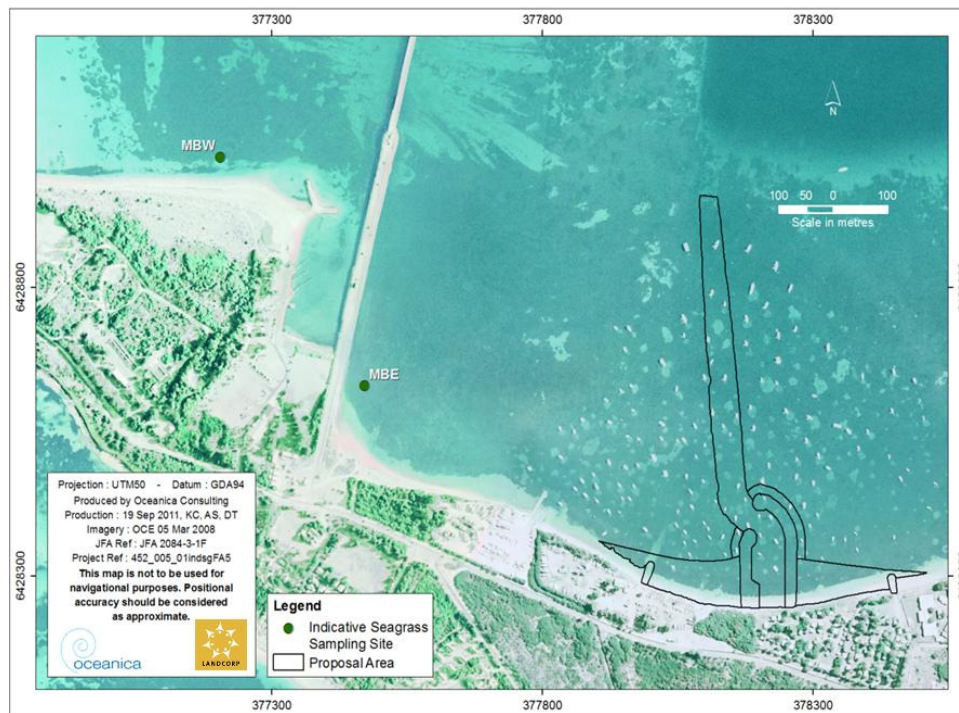 377300 377800 378300
MBW
N
100 50 0 100
Scale in metres
6428800
MBE
Projection : UTM50 - Datum : GDA94
Produced by Oceanica Consulting
Production : 19 Sep 2011, KC, AS, DT
Imagery : OCE 05 Mar 2008
JFA Ref : JFA 2084-3-1F
Project Ref : 452_005_01indsgFA5
This map is not to be used for
navigational purposes. Positional
accuracy should be considered
as approximate.
oceanica
LANDCORP
Legend
Indicative Seagrass
Sampling Site
Proposal Area
6428300
377300 377800 378300